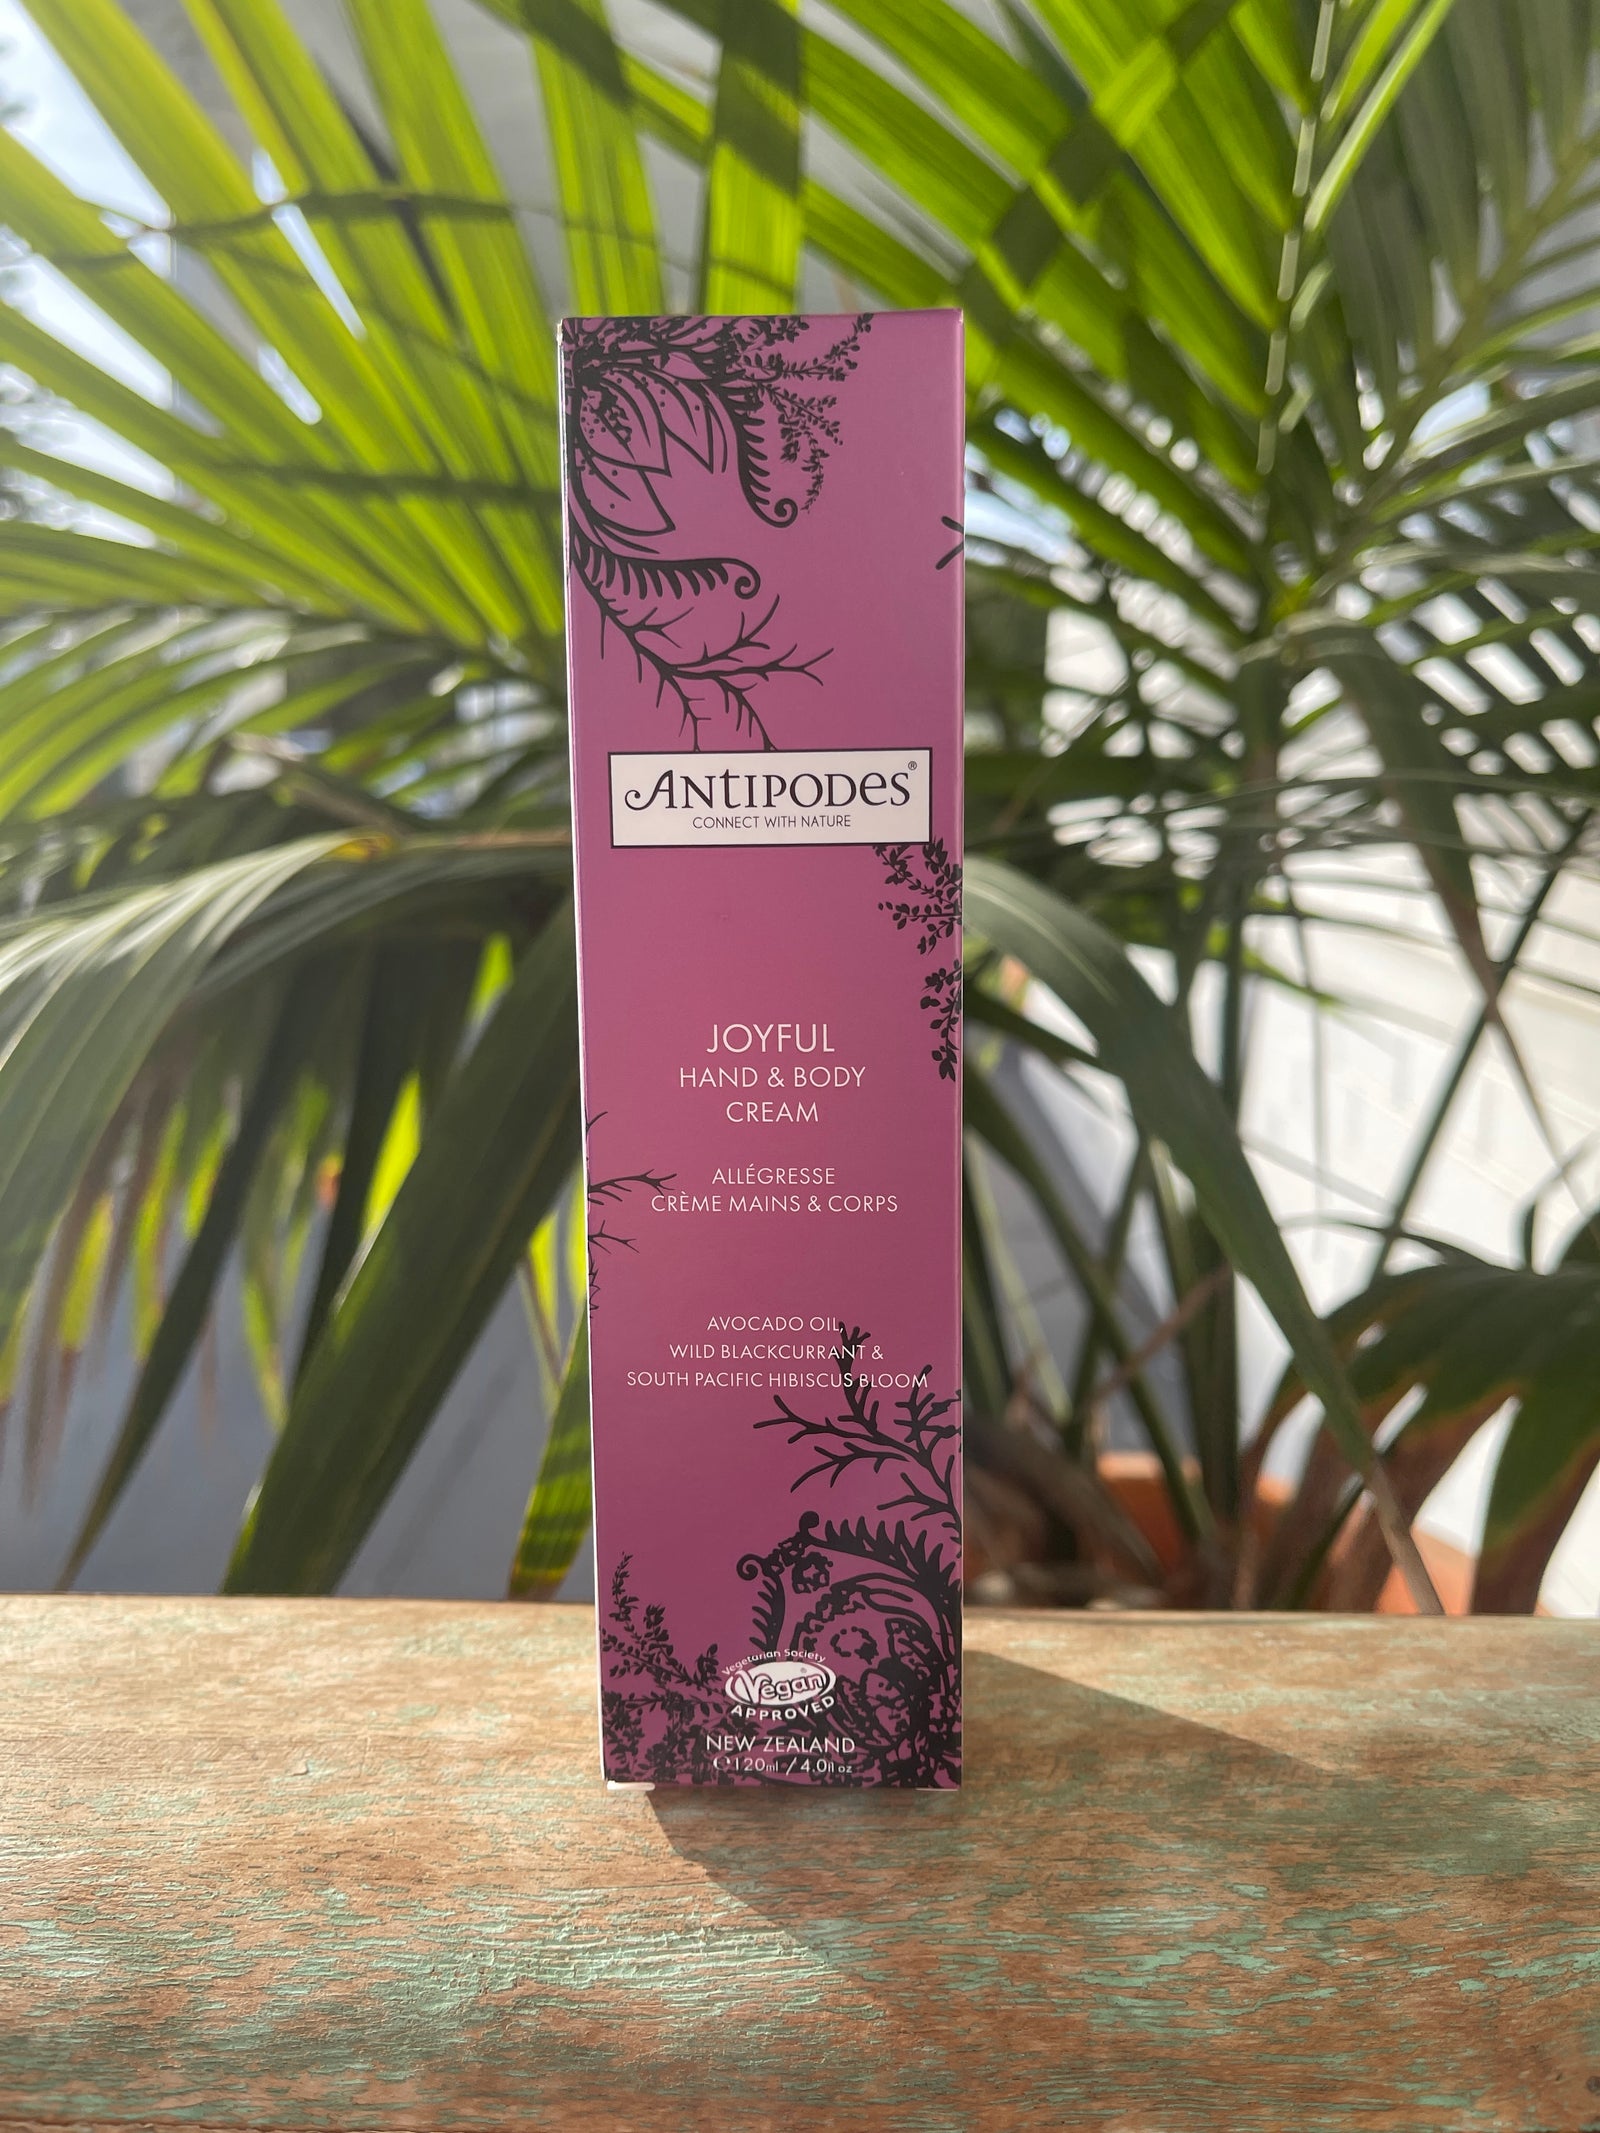 ANTIPODES®
CONNECT WITH NATURE
JOYFUL
HAND & BODY
CREAM
ALLÉGRESSE
CRÈME MAINS & CORPS
AVOCADO OIL,
WILD BLACKCURRANT &
SOUTH PACIFIC HIBISCUS BLOOM
Vegetarian Society
Vegan
APPROVED
NEW ZEALAND
℮120ml / 4.0fl oz